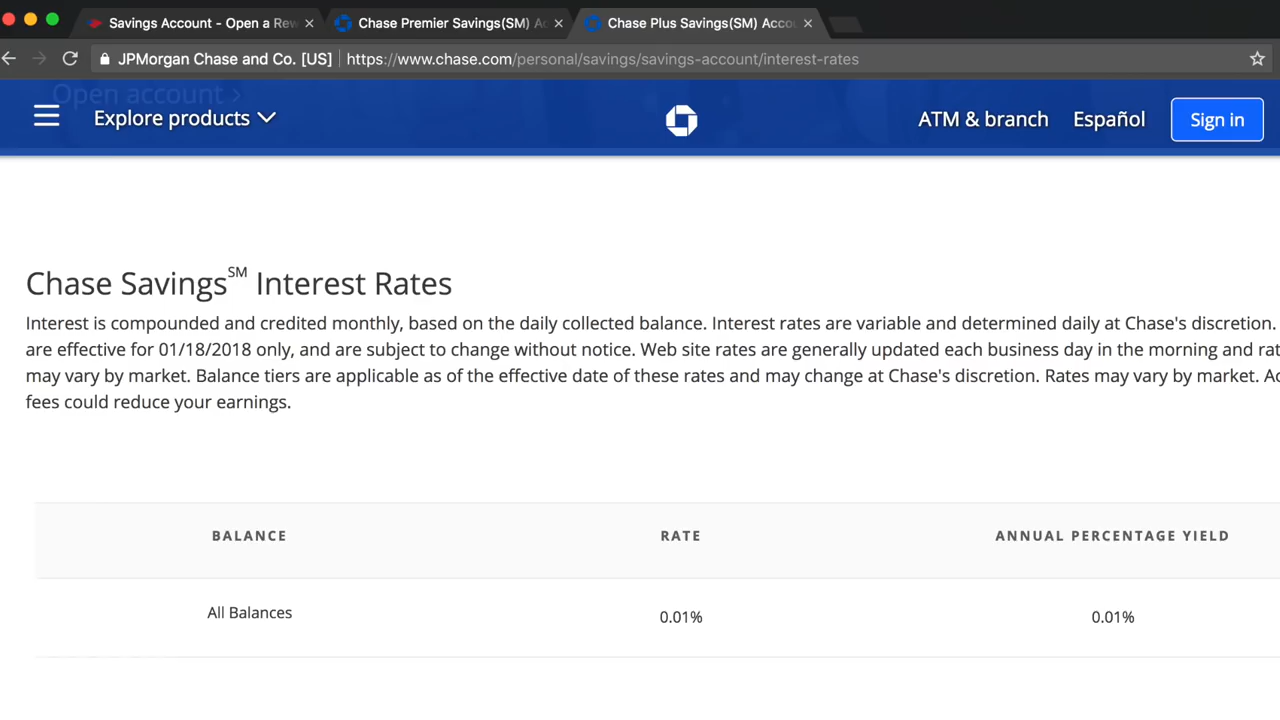 Savings Account - Open a Rew
Chase Premier Savings(SM) Ac
Chase Plus Savings(SM) Accou
JPMorgan Chase and Co. [US] https://www.chase.com/personal/savings/savings-account/interest-rates
Open account >
Explore products
ATM & branch
Español
Sign in
Chase Savings℠ Interest Rates
Interest is compounded and credited monthly, based on the daily collected balance. Interest rates are variable and determined daily at Chase's discretion.
are effective for 01/18/2018 only, and are subject to change without notice. Web site rates are generally updated each business day in the morning and rat
may vary by market. Balance tiers are applicable as of the effective date of these rates and may change at Chase's discretion. Rates may vary by market. Ac
fees could reduce your earnings.
BALANCE RATE ANNUAL PERCENTAGE YIELD
All Balances 0.01% 0.01%